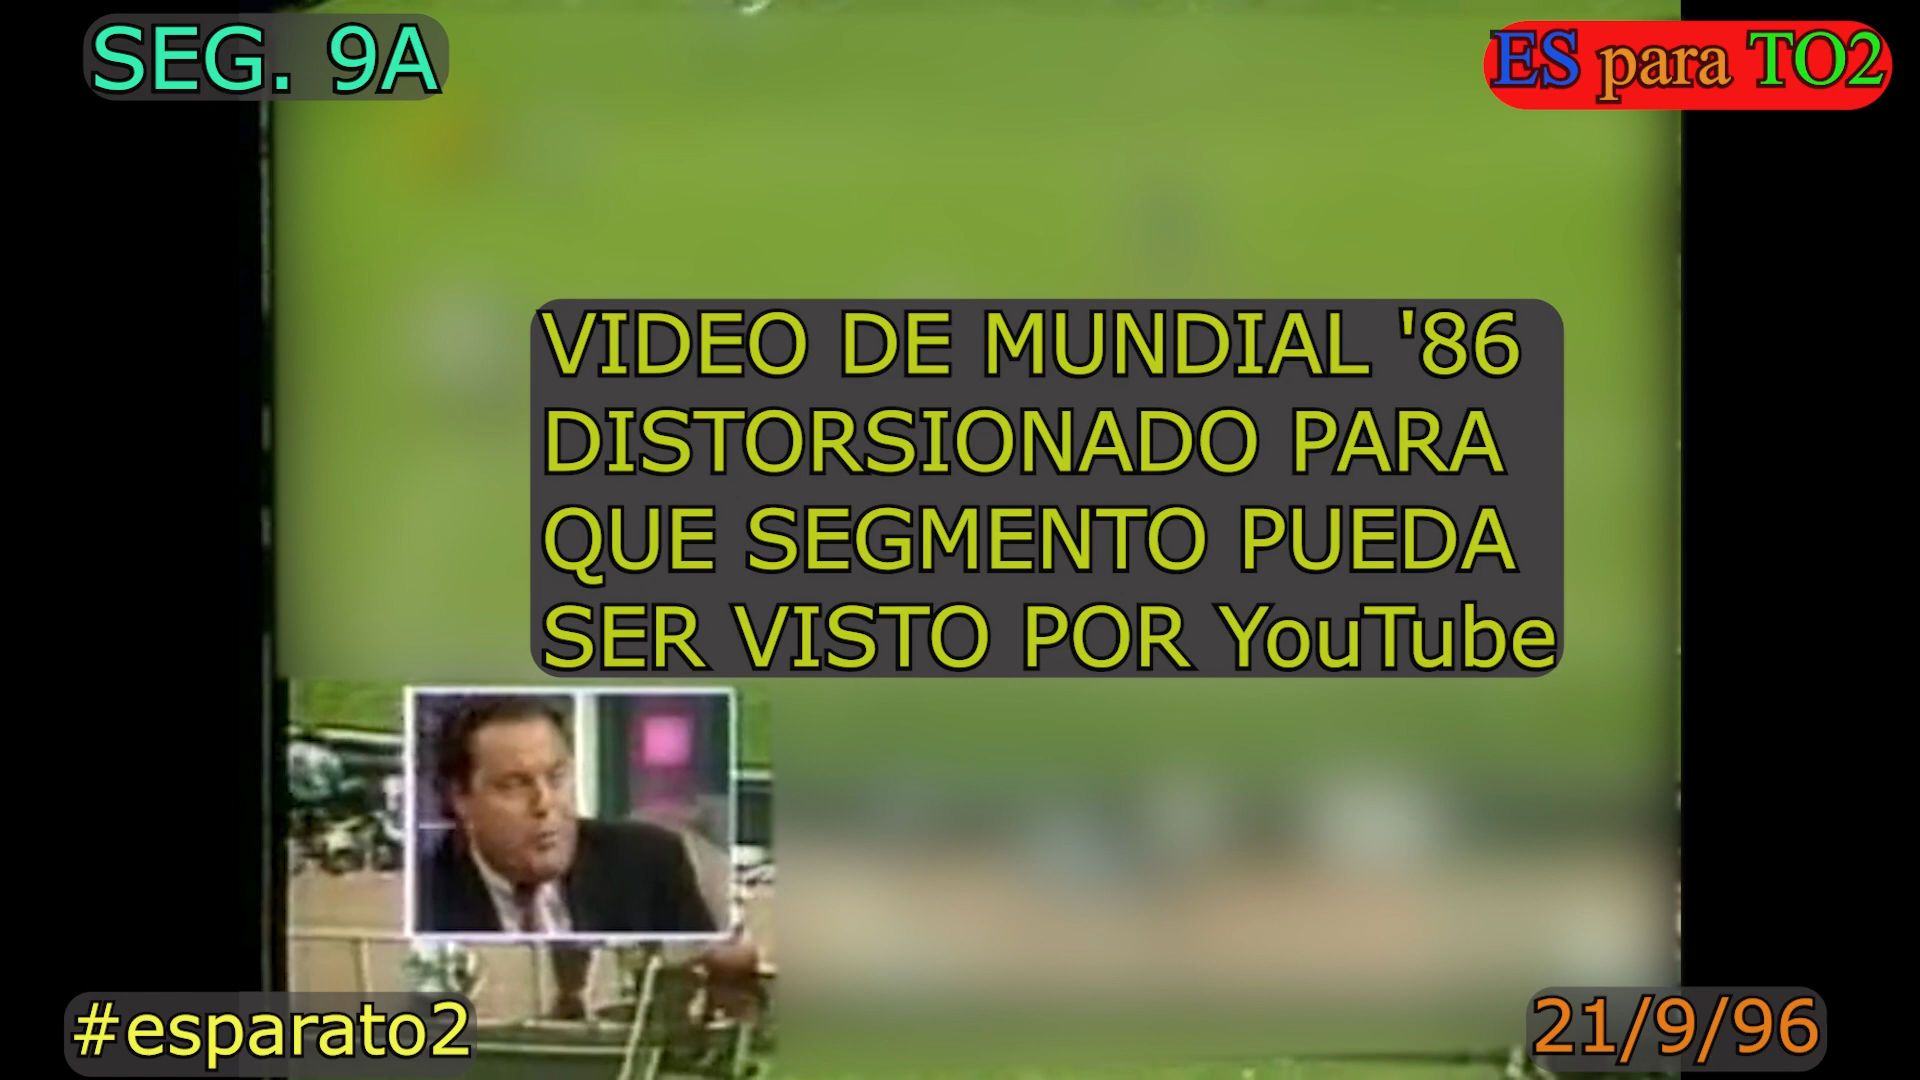 SEG. 9A
ES para TO2
VIDEO DE MUNDIAL '86
DISTORSIONADO PARA
QUE SEGMENTO PUEDA
SER VISTO POR YouTube
#esparato2
21/9/96